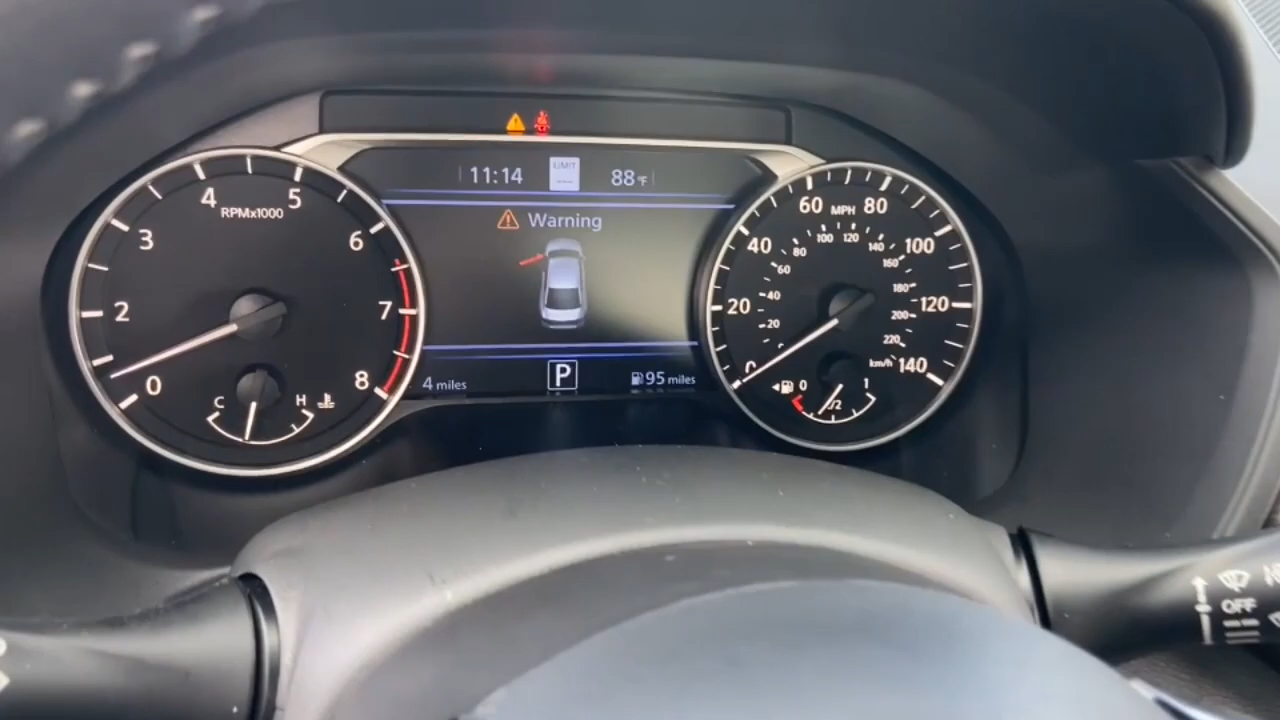 11:14 LIMIT 88°F
Warning
4 miles P 95 miles
RPMx1000
0 2 3 4 5 6 7 8
C H
MPH
0 20 40 60 80 100 120 140
20 40 60 80 100 120 140 160 180 200 220
km/h
0 1/2 1
OFF